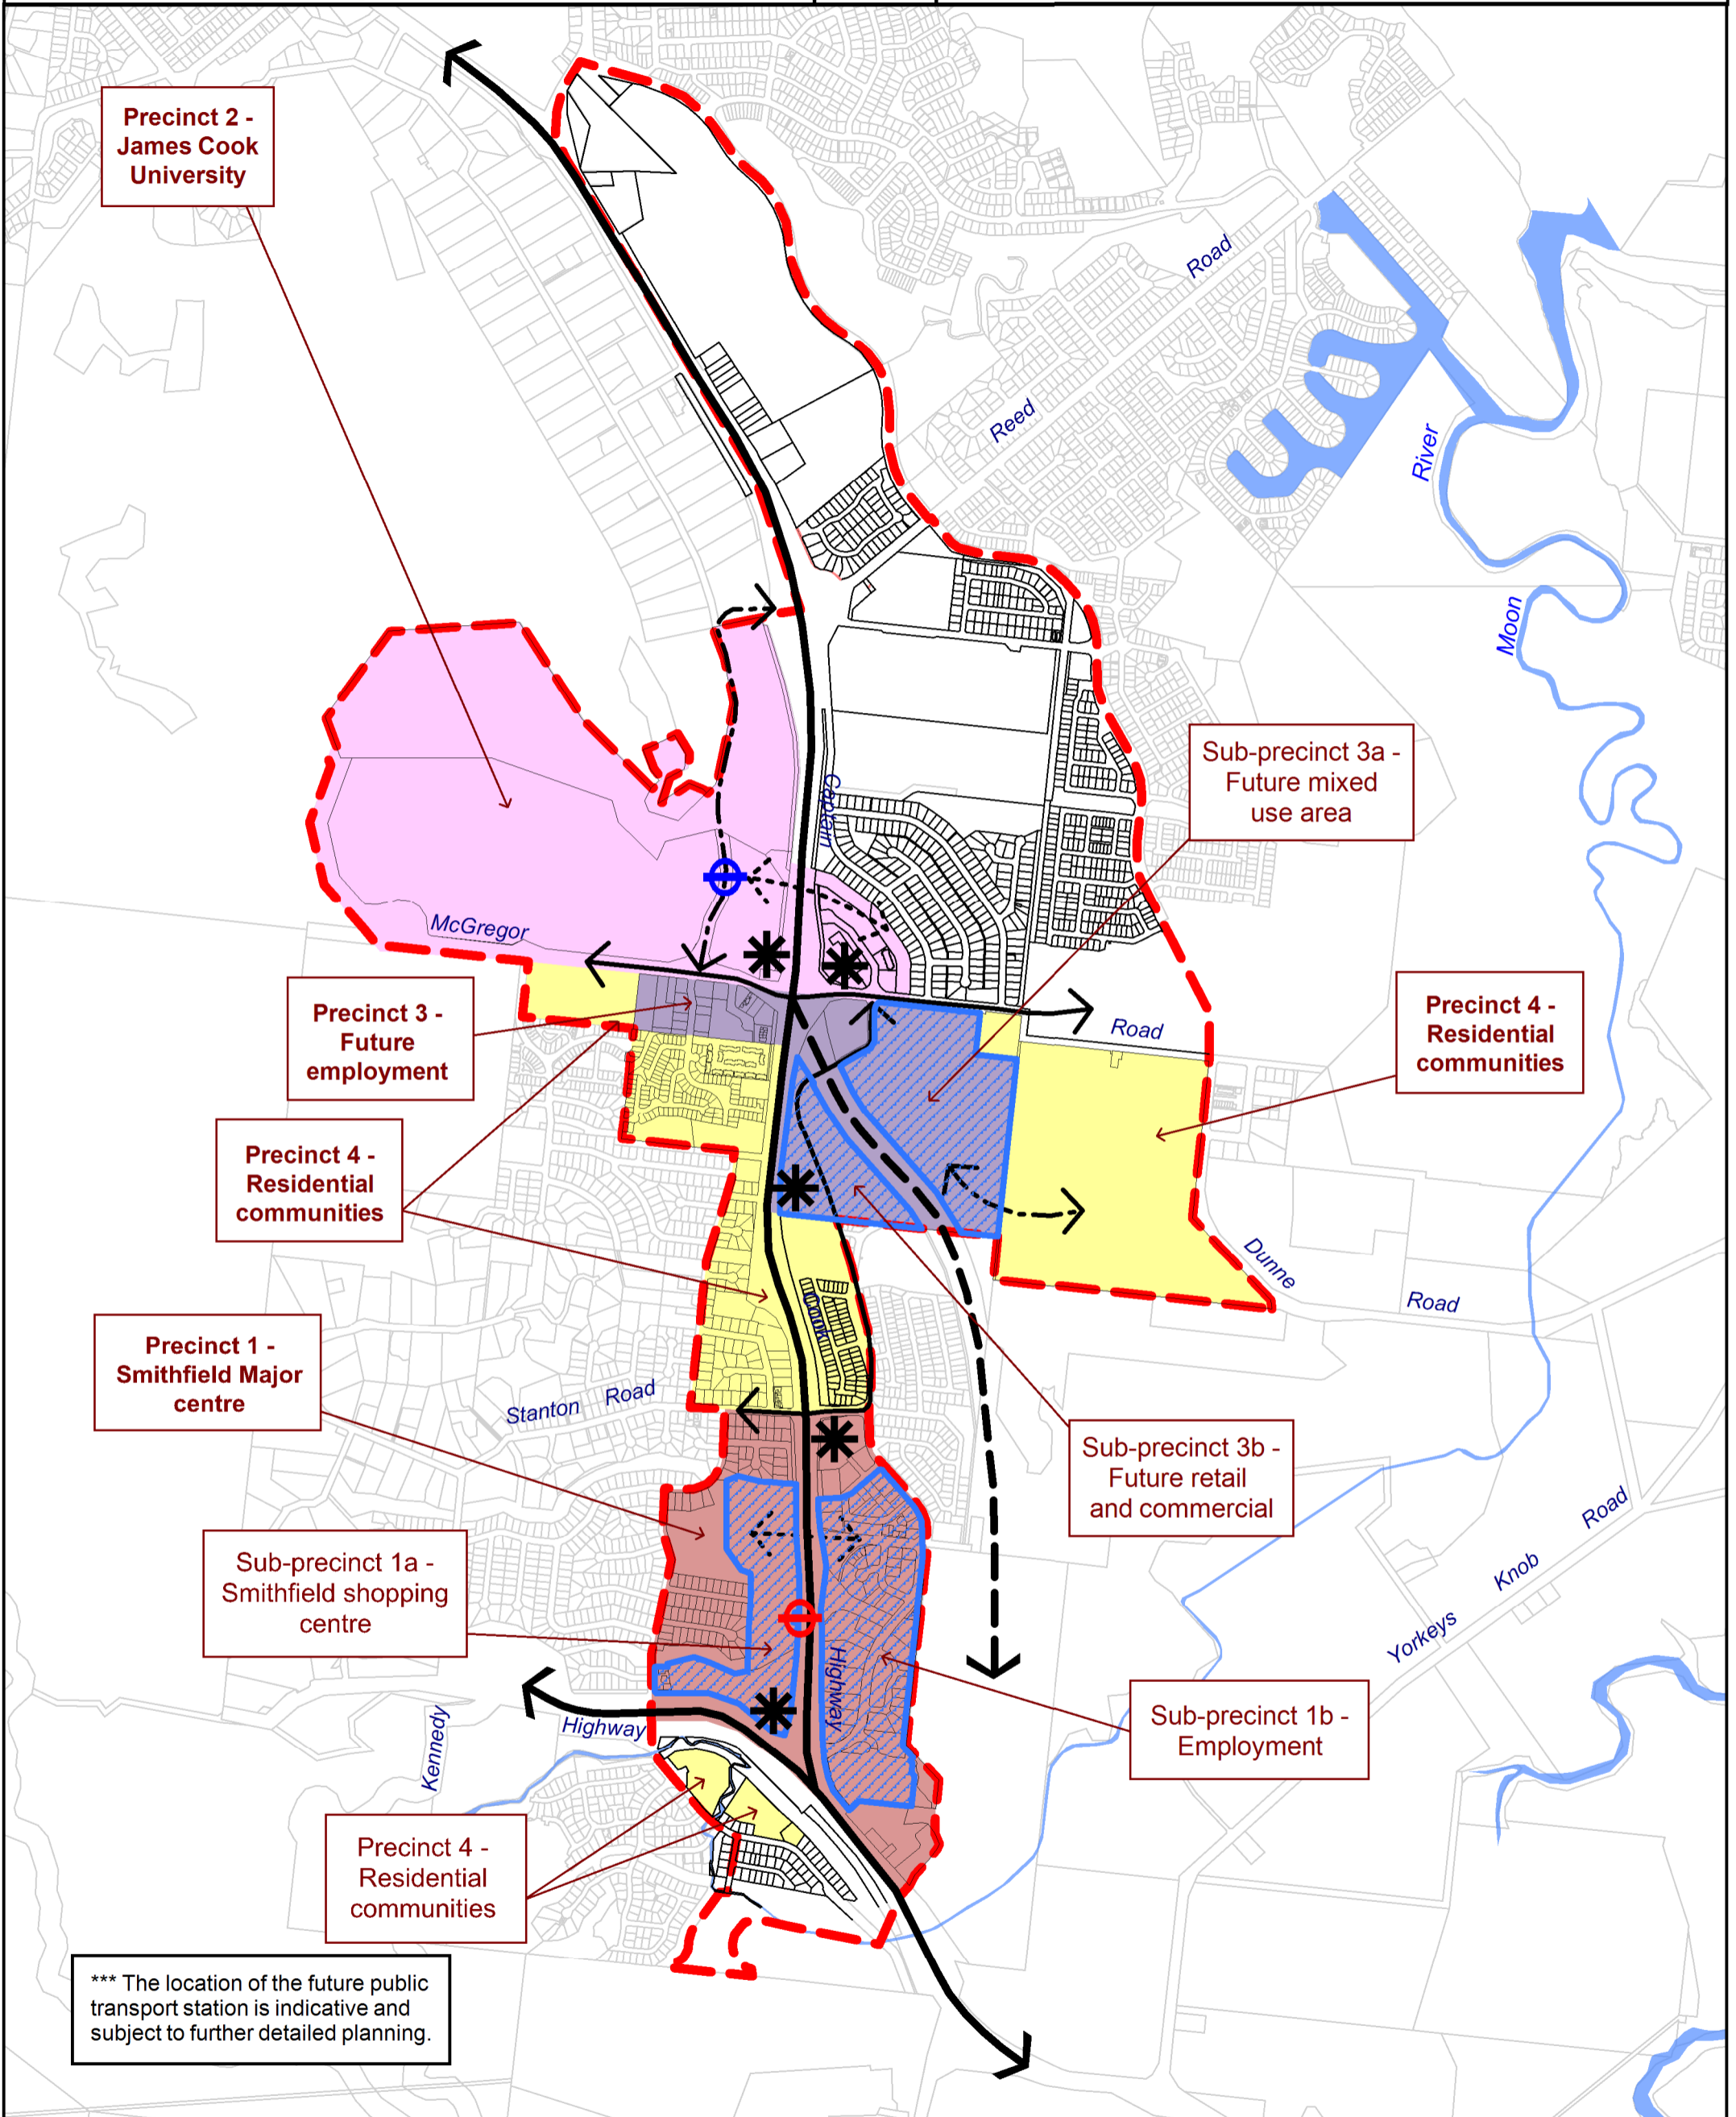 Precinct 2 -
James Cook
University
Road
Reed
River
Moon
Sub-precinct 3a -
Future mixed
use area
Captain
McGregor
Precinct 3 -
Future
employment
Road
Precinct 4 -
Residential
communities
Precinct 4 -
Residential
communities
Dunne
Road
Cook
Precinct 1 -
Smithfield Major
centre
Stanton Road
Sub-precinct 3b -
Future retail
and commercial
Road
Knob
Yorkeys
Sub-precinct 1a -
Smithfield shopping
centre
Highway
Kennedy
Highway
Sub-precinct 1b -
Employment
Precinct 4 -
Residential
communities
*** The location of the future public
transport station is indicative and
subject to further detailed planning.